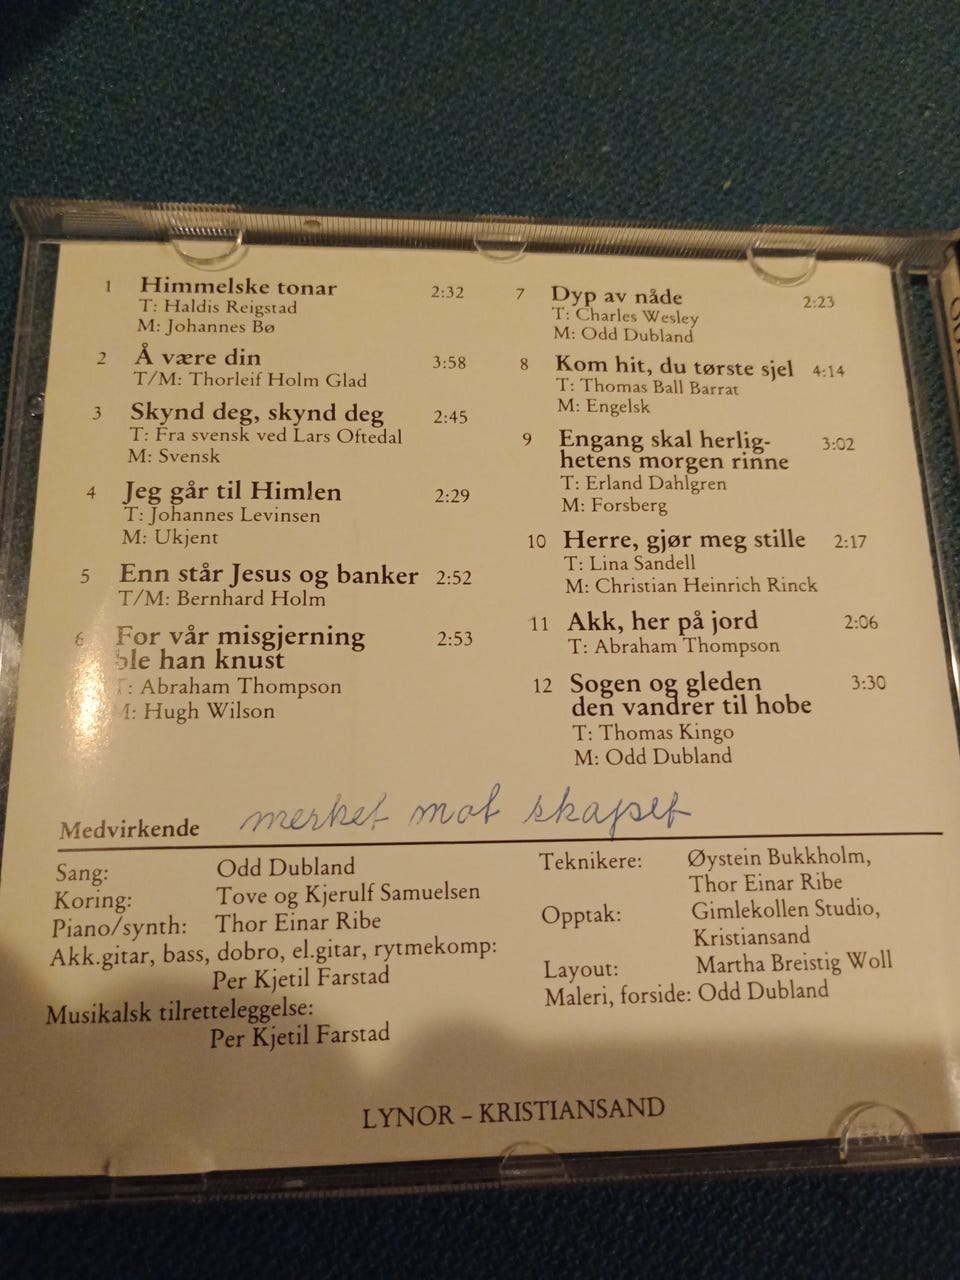 1 Himmelske tonar 2:32
T: Haldis Reigstad
M: Johannes Bø
2 Å være din 3:58
T/M: Thorleif Holm Glad
3 Skynd deg, skynd deg 2:45
T: Fra svensk ved Lars Oftedal
M: Svensk
4 Jeg går til Himlen 2:29
T: Johannes Levinsen
M: Ukjent
5 Enn står Jesus og banker 2:52
T/M: Bernhard Holm
6 For vår misgjerning 2:53
ble han knust
T: Abraham Thompson
M: Hugh Wilson
7 Dyp av nåde 2:23
T: Charles Wesley
M: Odd Dubland
8 Kom hit, du tørste sjel 4:14
T: Thomas Ball Barrat
M: Engelsk
9 Engang skal herlig- 3:02
hetens morgen rinne
T: Erland Dahlgren
M: Forsberg
10 Herre, gjør meg stille 2:17
T: Lina Sandell
M: Christian Heinrich Rinck
11 Akk, her på jord 2:06
T: Abraham Thompson
12 Sogen og gleden 3:30
den vandrer til hobe
T: Thomas Kingo
M: Odd Dubland
Medvirkende merket mot skapet
Sang: Odd Dubland
Koring: Tove og Kjerulf Samuelsen
Piano/synth: Thor Einar Ribe
Akk.gitar, bass, dobro, el.gitar, rytmekomp:
Per Kjetil Farstad
Musikalsk tilretteleggelse:
Per Kjetil Farstad
Teknikere: Øystein Bukkholm,
Thor Einar Ribe
Opptak: Gimlekollen Studio,
Kristiansand
Layout: Martha Breistig Woll
Maleri, forside: Odd Dubland
LYNOR – KRISTIANSAND